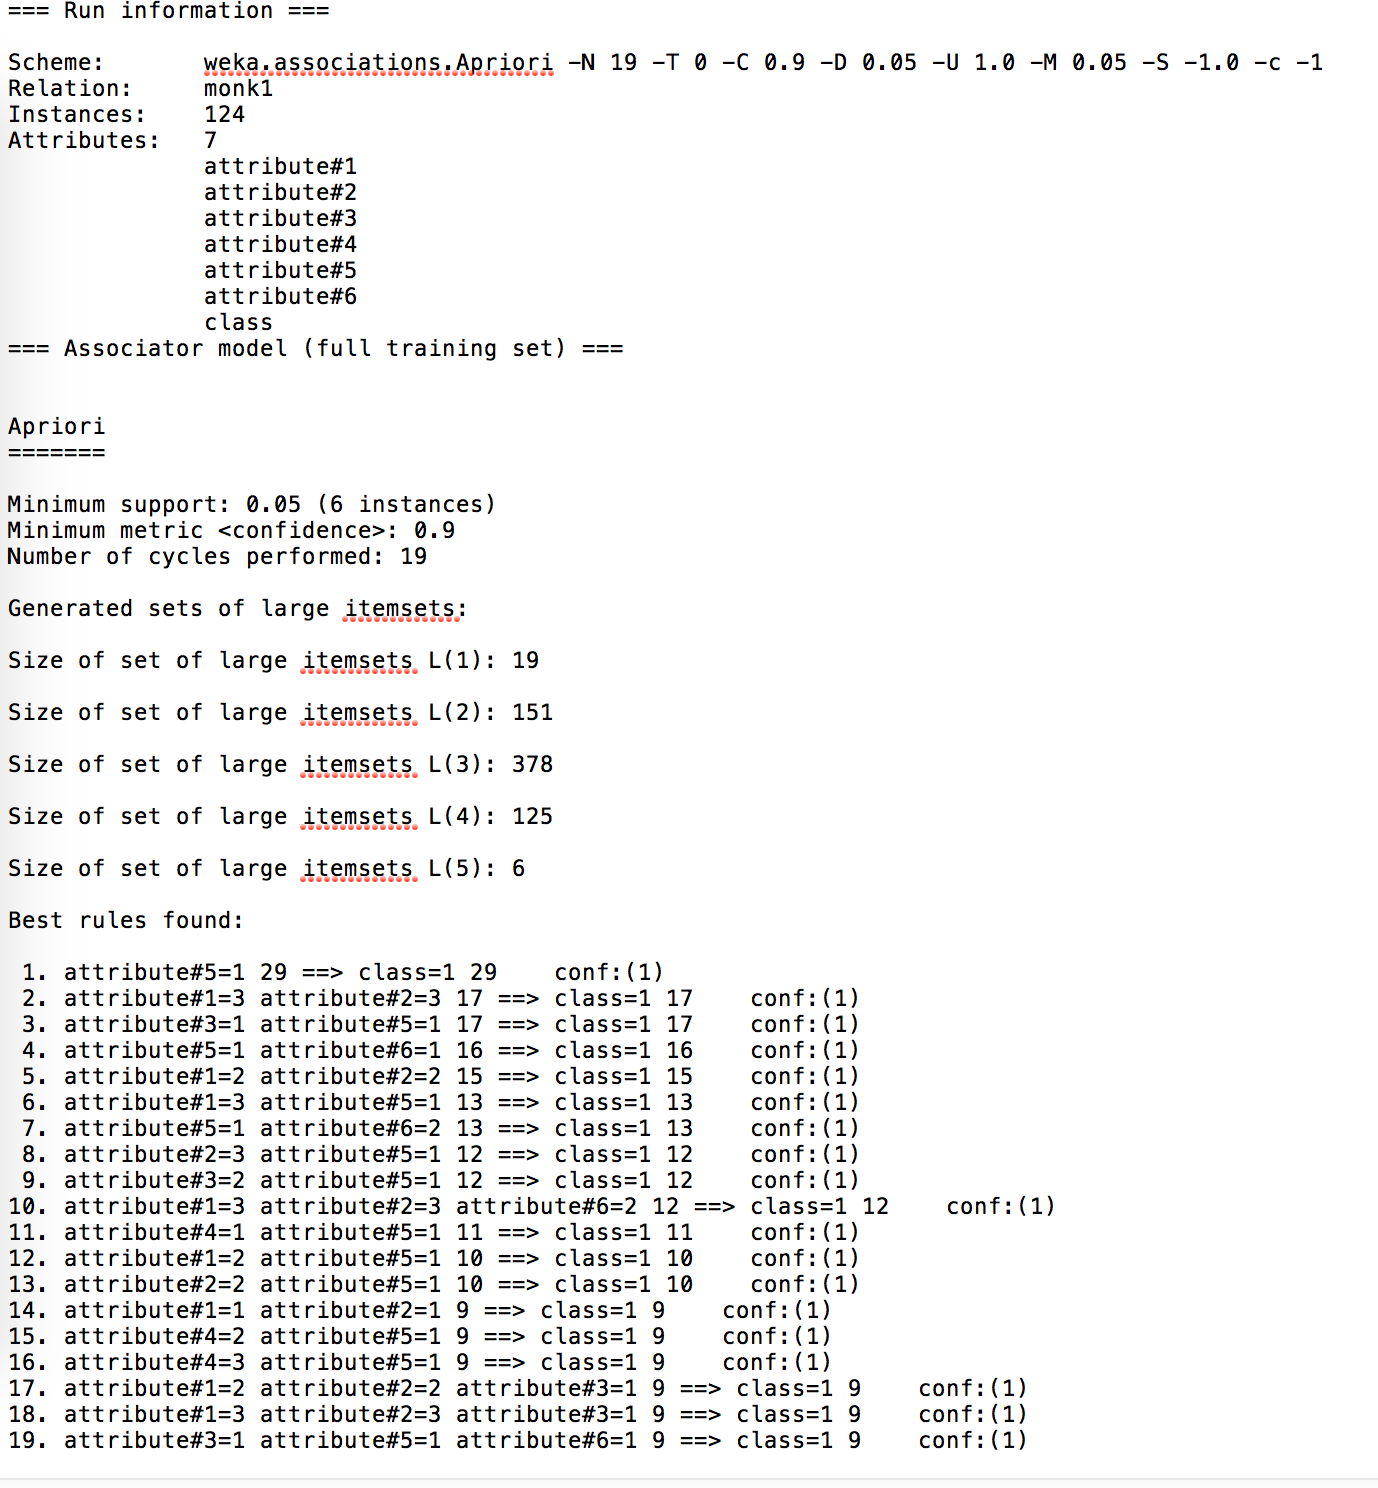 === Run information ===
Scheme:       weka.associations.Apriori -N 19 -T 0 -C 0.9 -D 0.05 -U 1.0 -M 0.05 -S -1.0 -c -1
Relation:     monk1
Instances:    124
Attributes:   7
              attribute#1
              attribute#2
              attribute#3
              attribute#4
              attribute#5
              attribute#6
              class
=== Associator model (full training set) ===
Apriori
=======
Minimum support: 0.05 (6 instances)
Minimum metric <confidence>: 0.9
Number of cycles performed: 19
Generated sets of large itemsets:
Size of set of large itemsets L(1): 19
Size of set of large itemsets L(2): 151
Size of set of large itemsets L(3): 378
Size of set of large itemsets L(4): 125
Size of set of large itemsets L(5): 6
Best rules found:
 1. attribute#5=1 29 ==> class=1 29    conf:(1)
 2. attribute#1=3 attribute#2=3 17 ==> class=1 17    conf:(1)
 3. attribute#3=1 attribute#5=1 17 ==> class=1 17    conf:(1)
 4. attribute#5=1 attribute#6=1 16 ==> class=1 16    conf:(1)
 5. attribute#1=2 attribute#2=2 15 ==> class=1 15    conf:(1)
 6. attribute#1=3 attribute#5=1 13 ==> class=1 13    conf:(1)
 7. attribute#5=1 attribute#6=2 13 ==> class=1 13    conf:(1)
 8. attribute#2=3 attribute#5=1 12 ==> class=1 12    conf:(1)
 9. attribute#3=2 attribute#5=1 12 ==> class=1 12    conf:(1)
10. attribute#1=3 attribute#2=3 attribute#6=2 12 ==> class=1 12    conf:(1)
11. attribute#4=1 attribute#5=1 11 ==> class=1 11    conf:(1)
12. attribute#1=2 attribute#5=1 10 ==> class=1 10    conf:(1)
13. attribute#2=2 attribute#5=1 10 ==> class=1 10    conf:(1)
14. attribute#1=1 attribute#2=1 9 ==> class=1 9    conf:(1)
15. attribute#4=2 attribute#5=1 9 ==> class=1 9    conf:(1)
16. attribute#4=3 attribute#5=1 9 ==> class=1 9    conf:(1)
17. attribute#1=2 attribute#2=2 attribute#3=1 9 ==> class=1 9    conf:(1)
18. attribute#1=3 attribute#2=3 attribute#3=1 9 ==> class=1 9    conf:(1)
19. attribute#3=1 attribute#5=1 attribute#6=1 9 ==> class=1 9    conf:(1)